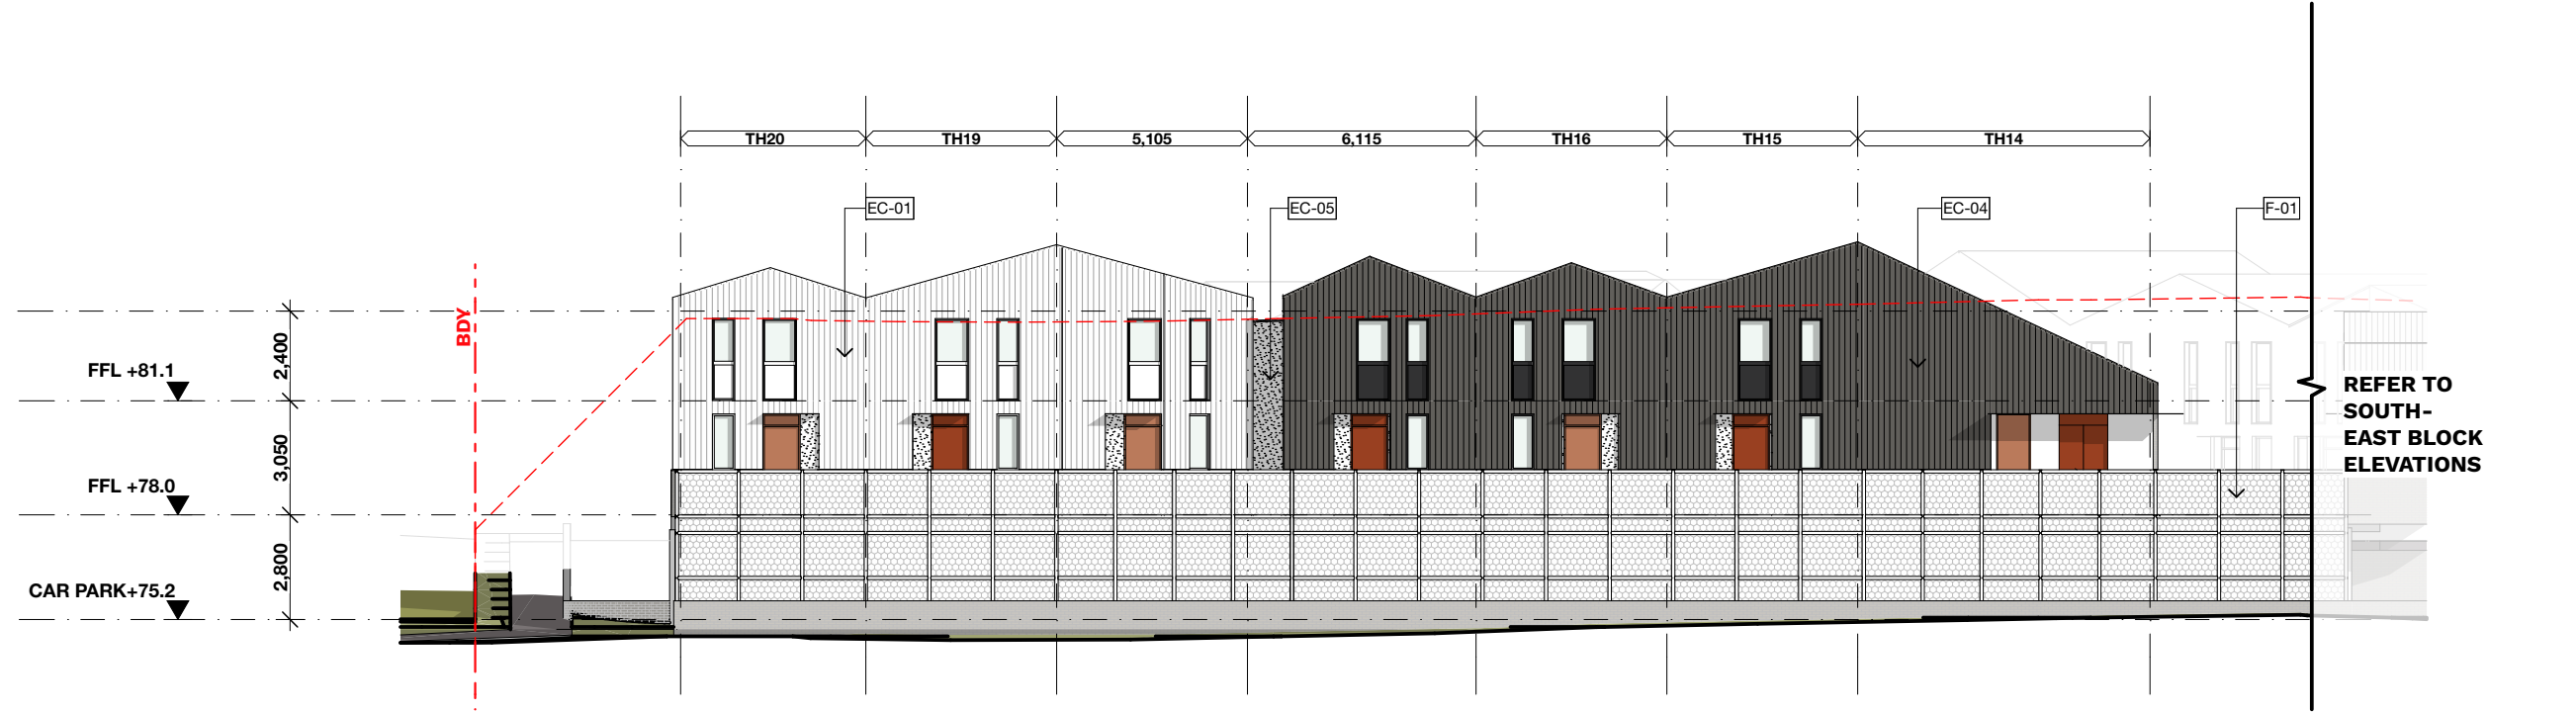 TH20
TH19
5,105
6,115
TH16
TH15
TH14
EC-01
EC-05
EC-04
F-01
BDY
2,400
FFL +81.1
3,050
FFL +78.0
2,800
CAR PARK+75.2
REFER TO
SOUTH-
EAST BLOCK
ELEVATIONS